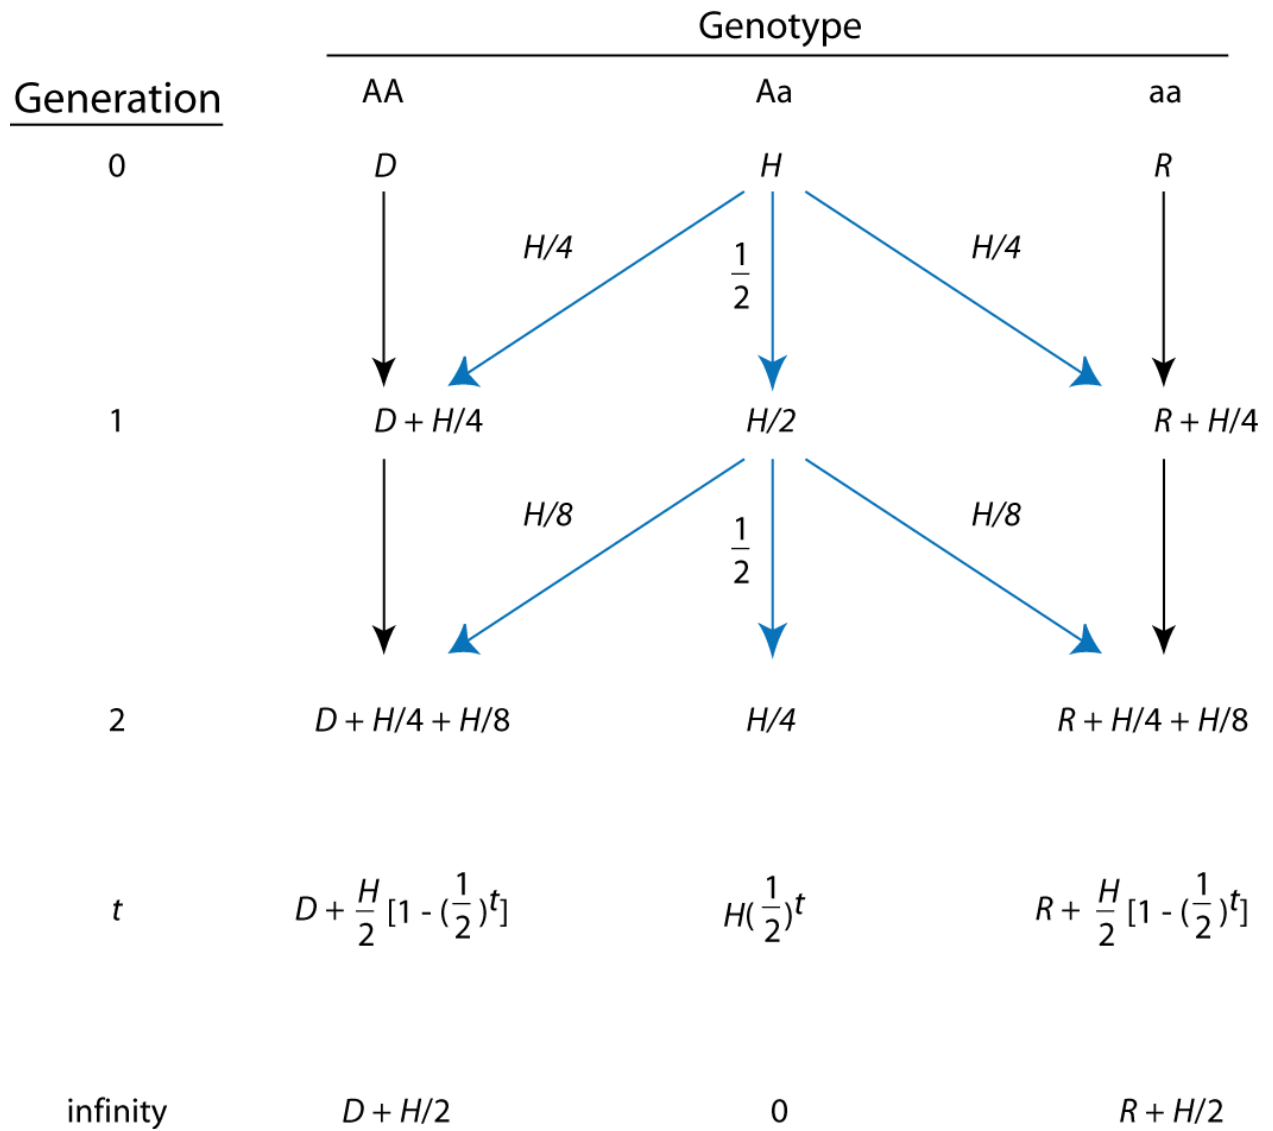 Genotype
Generation AA Aa aa
0 D H R
H/4 1/2 H/4
1 D + H/4 H/2 R + H/4
H/8 1/2 H/8
2 D + H/4 + H/8 H/4 R + H/4 + H/8
t D + H/2 [1 - (1/2)^t] H(1/2)^t R + H/2 [1 - (1/2)^t]
infinity D + H/2 0 R + H/2